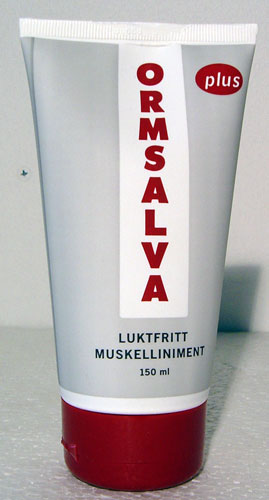 plus
ORMSALVA
LUKTFRITT
MUSKELLINIMENT
150 ml